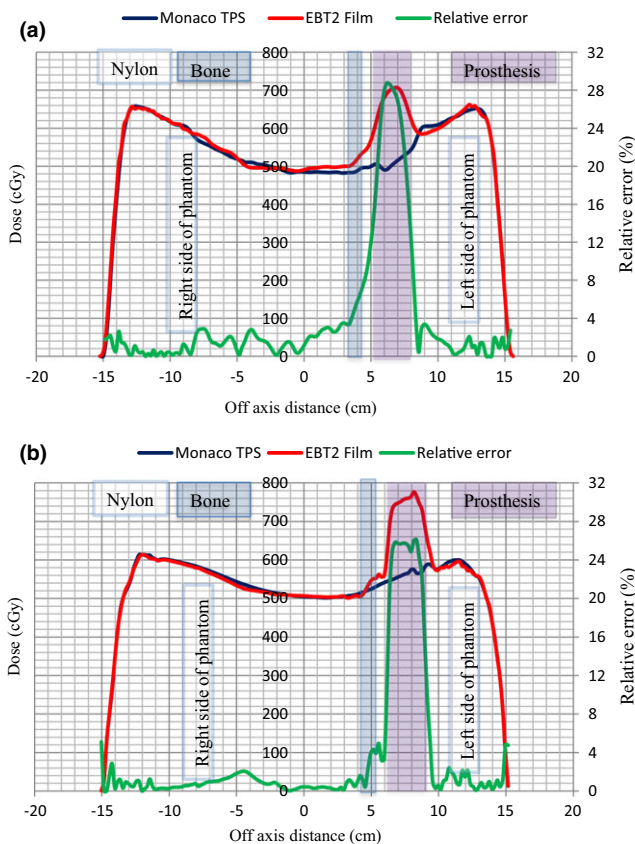 (a)
Monaco TPS EBT2 Film Relative error
Nylon Bone Prosthesis
800
700
600
500
400
300
200
100
0
32
28
24
20
16
12
8
4
0
Dose (cGy)
Relative error (%)
Right side of phantom
Left side of phantom
-20 -15 -10 -5 0 5 10 15 20
Off axis distance (cm)
(b)
Monaco TPS EBT2 Film Relative error
Nylon Bone Prosthesis
800
700
600
500
400
300
200
100
0
32
28
24
20
16
12
8
4
0
Dose (cGy)
Relative error (%)
Right side of phantom
Left side of phantom
-20 -15 -10 -5 0 5 10 15 20
Off axis distance (cm)